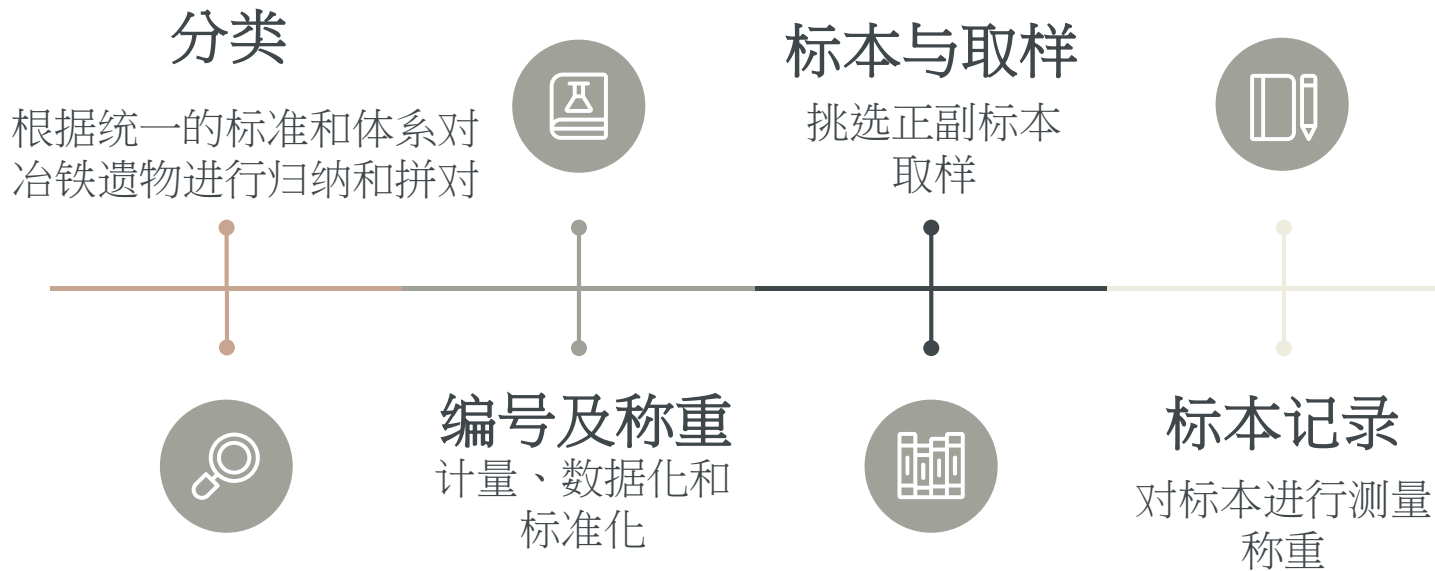 分类
根据统一的标准和体系对
冶铁遗物进行归纳和拼对
编号及称重
计量、数据化和
标准化
标本与取样
挑选正副标本
取样
标本记录
对标本进行测量
称重